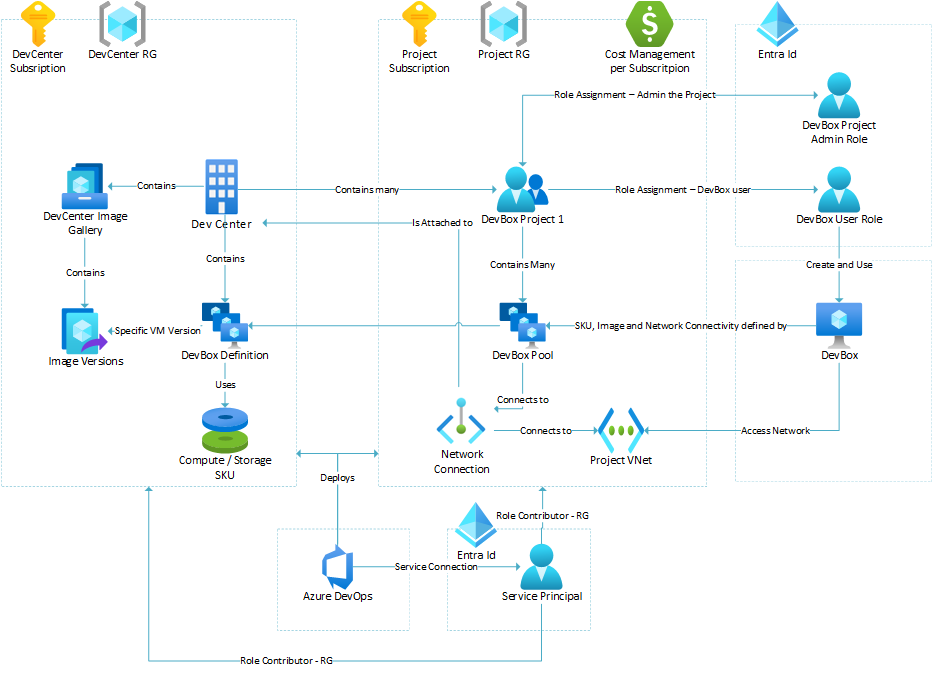 DevCenter
Subsription
DevCenter RG
Project
Subscription
Project RG
Cost Management
per Subscritpion
Entra Id
Role Assignment – Admin the Project
DevBox Project
Admin Role
Contains
Contains many
Role Assignment – DevBox user
DevCenter Image
Gallery
Dev Center
Is Attached to
DevBox Project 1
DevBox User Role
Contains
Contains
Contains Many
Create and Use
Specific VM Version
SKU, Image and Network Connectivity defined by
Image Versions
DevBox Definition
DevBox Pool
DevBox
Uses
Connects to
Connects to
Access Network
Compute / Storage
SKU
Network
Connection
Project VNet
Deploys
Role Contributor - RG
Entra Id
Service Connection
Azure DevOps
Service Principal
Role Contributor - RG